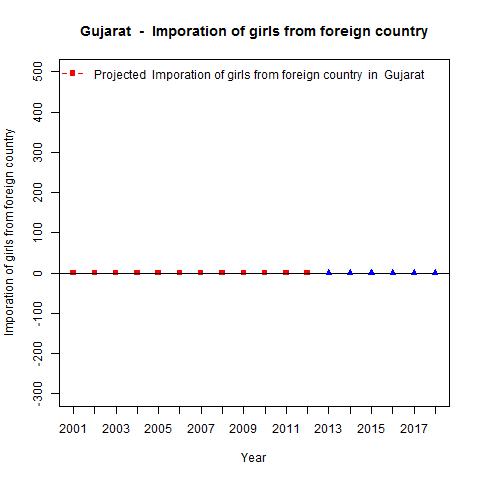 Gujarat - Imporation of girls from foreign country
Projected Imporation of girls from foreign country in Gujarat
Imporation of girls from foreign country
500
400
300
200
100
0
-100
-200
-300
2001 2003 2005 2007 2009 2011 2013 2015 2017
Year